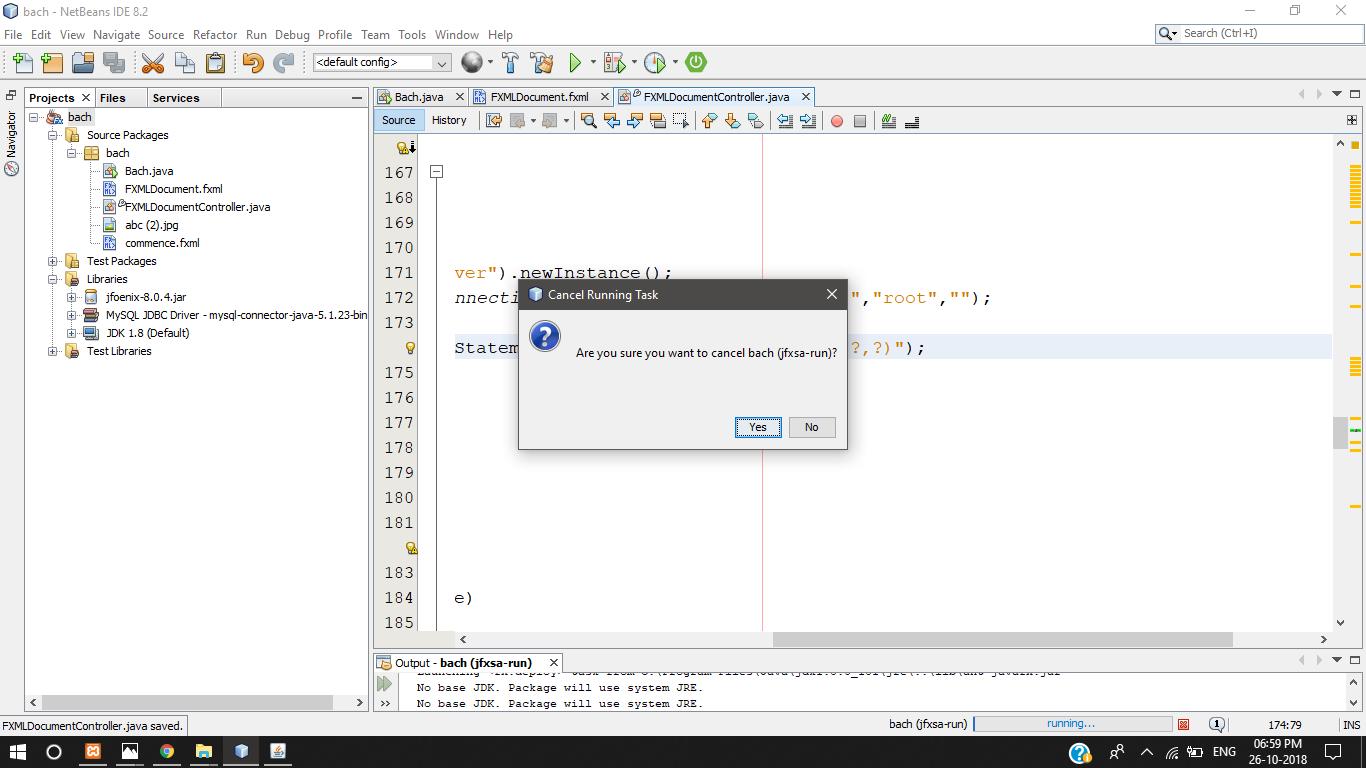 bach - NetBeans IDE 8.2
File Edit View Navigate Source Refactor Run Debug Profile Team Tools Window Help
Search (Ctrl+I)
<default config>
Projects Files Services
Navigator
bach
Source Packages
bach
Bach.java
FXMLDocument.fxml
FXMLDocumentController.java
abc (2).jpg
commence.fxml
Test Packages
Libraries
jfoenix-8.0.4.jar
MySQL JDBC Driver - mysql-connector-java-5.1.23-bin
JDK 1.8 (Default)
Test Libraries
Bach.java FXMLDocument.fxml FXMLDocumentController.java
Source History
167
168
169
170
171 ver").newInstance();
172 nnecti ","root","");
173
Statem ?,?)");
175
176
177
178
179
180
181
183
184 e)
185
Cancel Running Task
Are you sure you want to cancel bach (jfxsa-run)?
Yes No
Output - bach (jfxsa-run)
No base JDK. Package will use system JRE.
No base JDK. Package will use system JRE.
FXMLDocumentController.java saved.
bach (jfxsa-run) running... 1 174:79 INS
ENG 06:59 PM
26-10-2018